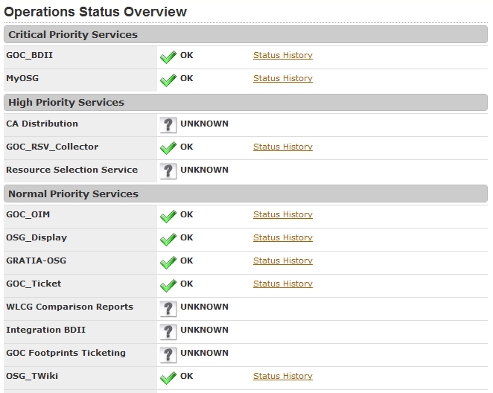 Operations Status Overview
Critical Priority Services
GOC_BDII OK Status History
MyOSG OK Status History
High Priority Services
CA Distribution ? UNKNOWN
GOC_RSV_Collector OK Status History
Resource Selection Service ? UNKNOWN
Normal Priority Services
GOC_OIM OK Status History
OSG_Display OK Status History
GRATIA-OSG OK Status History
GOC_Ticket OK Status History
WLCG Comparison Reports ? UNKNOWN
Integration BDII ? UNKNOWN
GOC Footprints Ticketing ? UNKNOWN
OSG_TWiki OK Status History